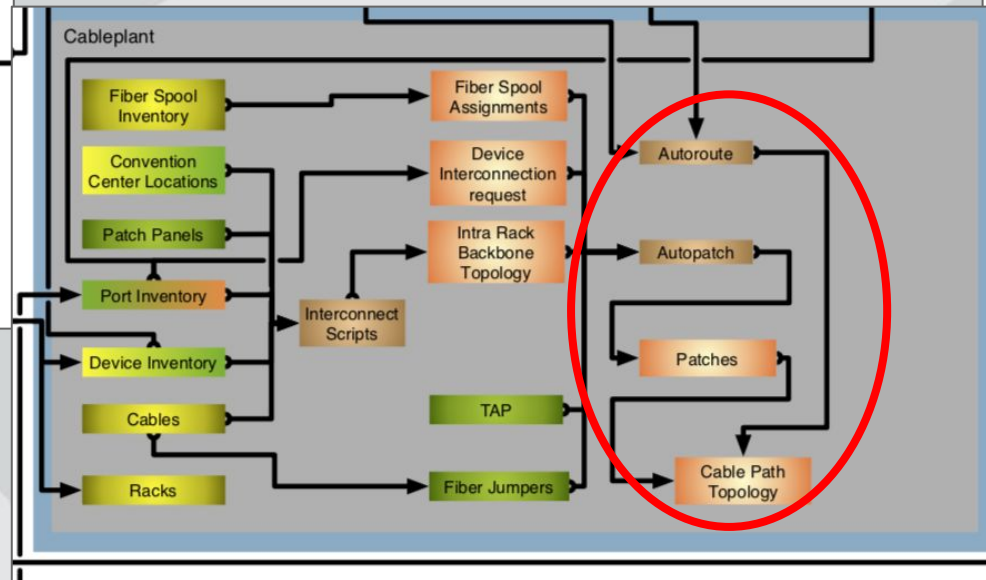 Cableplant
Fiber Spool
Inventory
Convention
Center Locations
Patch Panels
Port Inventory
Device Inventory
Cables
Racks
Interconnect
Scripts
Fiber Spool
Assignments
Device
Interconnection
request
Intra Rack
Backbone
Topology
TAP
Fiber Jumpers
Autoroute
Autopatch
Patches
Cable Path
Topology